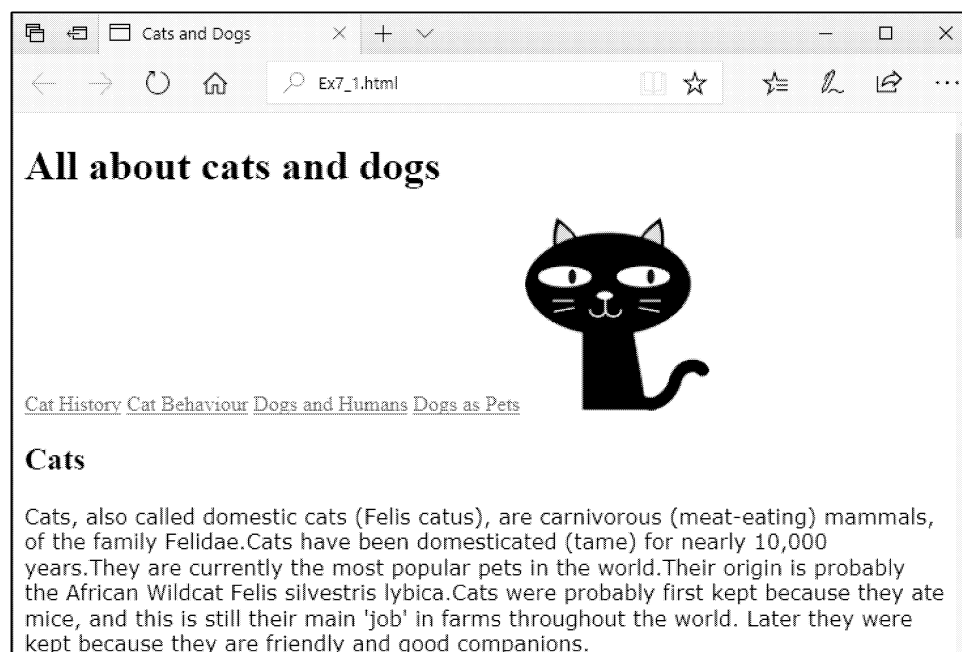 Cats and Dogs
Ex7_1.html
All about cats and dogs
Cat History Cat Behaviour Dogs and Humans Dogs as Pets
Cats
Cats, also called domestic cats (Felis catus), are carnivorous (meat-eating) mammals,
of the family Felidae.Cats have been domesticated (tame) for nearly 10,000
years.They are currently the most popular pets in the world.Their origin is probably
the African Wildcat Felis silvestris lybica.Cats were probably first kept because they ate
mice, and this is still their main 'job' in farms throughout the world. Later they were
kept because they are friendly and good companions.